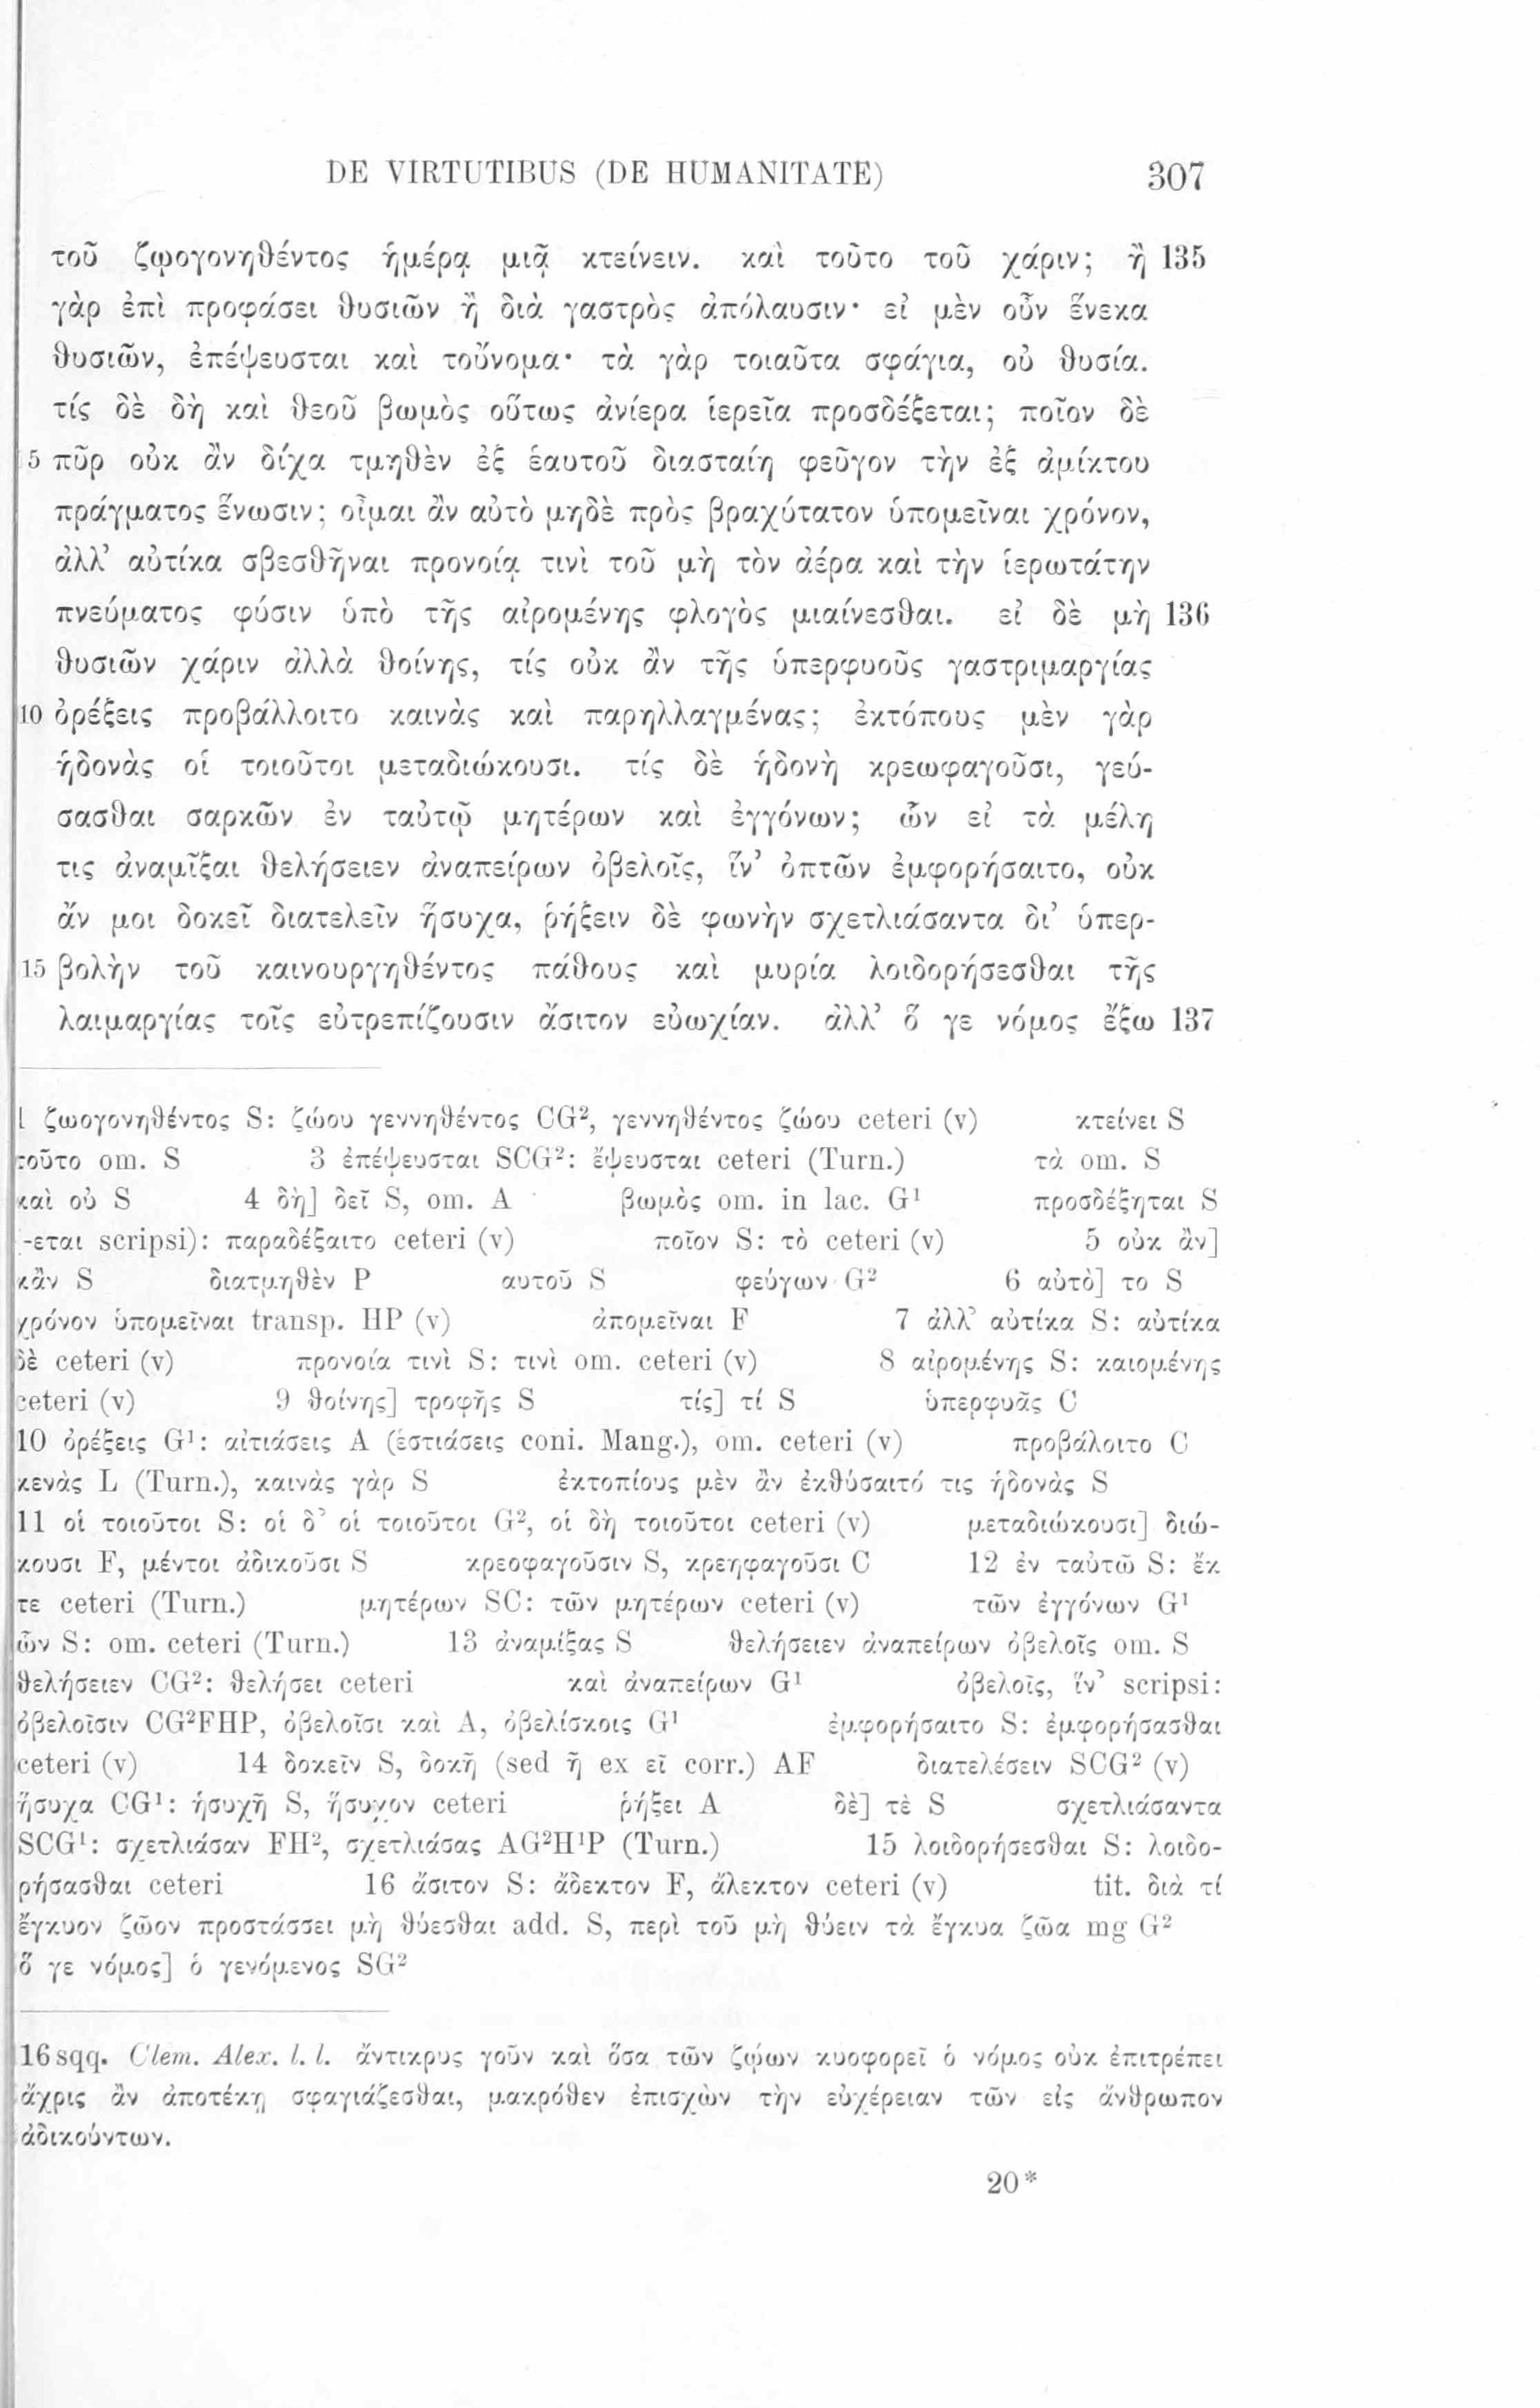 DE VIRTUTIBUS (DE HUMANITATE) 307
τοῦ ζῳογονηθέντος ἡμέρᾳ μιᾷ κτείνειν. καὶ τοῦτο τοῦ χάριν; ἢ 135
γὰρ ἐπὶ προφάσει θυσιῶν ἢ διὰ γαστρὸς ἀπόλαυσιν· εἰ μὲν οὖν ἕνεκα
θυσιῶν, ἐπέψευσται καὶ τοὔνομα· τὰ γὰρ τοιαῦτα σφάγια, οὐ θυσία.
τίς δὲ δὴ καὶ θεοῦ βωμὸς οὕτως ἀνίερα ἱερεῖα προσδέξεται; ποῖον δὲ
5 πῦρ οὐκ ἂν δίχα τμηθὲν ἐξ ἑαυτοῦ διασταίη φεῦγον τὴν ἐξ ἀμίκτου
πράγματος ἕνωσιν; οἶμαι ἂν αὐτὸ μηδὲ πρὸς βραχύτατον ὑπομεῖναι χρόνον,
ἀλλ’ αὐτίκα σβεσθῆναι προνοίᾳ τινὶ τοῦ μὴ τὸν ἀέρα καὶ τὴν ἱερωτάτην
πνεύματος φύσιν ὑπὸ τῆς αἰρομένης φλογὸς μιαίνεσθαι. εἰ δὲ μὴ 136
θυσιῶν χάριν ἀλλὰ θοίνης, τίς οὐκ ἂν τῆς ὑπερφυοῦς γαστριμαργίας
10 ὀρέξεις προβάλλοιτο καινὰς καὶ παρηλλαγμένας; ἐκτόπους μὲν γὰρ
ἡδονὰς οἱ τοιοῦτοι μεταδιώκουσι. τίς δὲ ἡδονὴ κρεωφαγοῦσι, γεύ-
σασθαι σαρκῶν ἐν ταὐτῷ μητέρων καὶ ἐγγόνων; ὧν εἰ τὰ μέλη
τις ἀναμῖξαι θελήσειεν ἀναπείρων ὀβελοῖς, ἵν’ ὀπτῶν ἐμφορήσαιτο, οὐκ
ἄν μοι δοκεῖ διατελεῖν ἥσυχα, ῥήξειν δὲ φωνὴν σχετλιάσαντα δι’ ὑπερ-
15 βολὴν τοῦ καινουργηθέντος πάθους καὶ μυρία λοιδορήσεσθαι τῆς
λαιμαργίας τοῖς εὐτρεπίζουσιν ἄσιτον εὐωχίαν. ἀλλ’ ὅ γε νόμος ἔξω 137
1 ζωογονηθέντος S: ζώου γεννηθέντος CG², γεννηθέντος ζώου ceteri (v) κτείνει S
τοῦτο om. S 3 ἐπέψευσται SCG²: ἔψευσται ceteri (Turn.) τὰ om. S
καὶ οὐ S 4 δὴ] δεῖ S, om. A βωμὸς om. in lac. G¹ προσδέξηται S
-εται scripsi): παραδέξαιτο ceteri (v) ποῖον S: τὸ ceteri (v) 5 οὐκ ἂν]
κἂν S διατμηθὲν P αυτοῦ S φεύγων G² 6 αὐτὸ] το S
χρόνον ὑπομεῖναι transp. HP (v) ἀπομεῖναι F 7 ἀλλ’ αὐτίκα S: αὐτίκα
δὲ ceteri (v) προνοία τινὶ S: τινὶ om. ceteri (v) 8 αἰρομένης S: καιομένης
ceteri (v) 9 θοίνης] τροφῆς S τίς] τί S ὑπερφυᾶς C
10 ὀρέξεις G¹: αἰτιάσεις A (ἑστιάσεις coni. Mang.), om. ceteri (v) προβάλοιτο C
κενὰς L (Turn.), καινὰς γὰρ S ἐκτοπίους μὲν ἂν ἐκθύσαιτό τις ἡδονὰς S
11 οἱ τοιοῦτοι S: οἱ δ’ οἱ τοιοῦτοι G², οἱ δὴ τοιοῦτοι ceteri (v) μεταδιώκουσι] διώ-
κουσι F, μέντοι ἀδικοῦσι S κρεοφαγοῦσιν S, κρεηφαγοῦσι C 12 ἐν ταὐτῶ S: ἔκ
τε ceteri (Turn.) μητέρων SC: τῶν μητέρων ceteri (v) τῶν ἐγγόνων G¹
ὧν S: om. ceteri (Turn.) 13 ἀναμίξας S θελήσειεν ἀναπείρων ὀβελοῖς om. S
θελήσειεν CG²: θελήσει ceteri καὶ ἀναπείρων G¹ ὀβελοῖς, ἵν’ scripsi:
ὀβελοῖσιν CG²FHP, ὀβελοῖσι καὶ A, ὀβελίσκοις G¹ ἐμφορήσαιτο S: ἐμφορήσασθαι
ceteri (v) 14 δοκεῖν S, δοκῆ (sed ῆ ex εῖ corr.) AF διατελέσειν SCG² (v)
ἥσυχα CG¹: ἡσυχῆ S, ἥσυχον ceteri ῥήξει A δὲ] τὲ S σχετλιάσαντα
SCG¹: σχετλιάσαν FH², σχετλιάσας AG²H¹P (Turn.) 15 λοιδορήσεσθαι S: λοιδο-
ρήσασθαι ceteri 16 ἄσιτον S: ἄδεκτον F, ἄλεκτον ceteri (v) tit. διὰ τί
ἔγκυον ζῶον προστάσσει μὴ θύεσθαι add. S, περὶ τοῦ μὴ θύειν τὰ ἔγκυα ζῶα mg G²
ὅ γε νόμος] ὁ γενόμενος SG²
16 sqq. Clem. Alex. l. l. ἄντικρυς γοῦν καὶ ὅσα τῶν ζῴων κυοφορεῖ ὁ νόμος οὐκ ἐπιτρέπει
ἄχρις ἂν ἀποτέκῃ σφαγιάζεσθαι, μακρόθεν ἐπισχὼν τὴν εὐχέρειαν τῶν εἰς ἄνθρωπον
ἀδικούντων.
20*